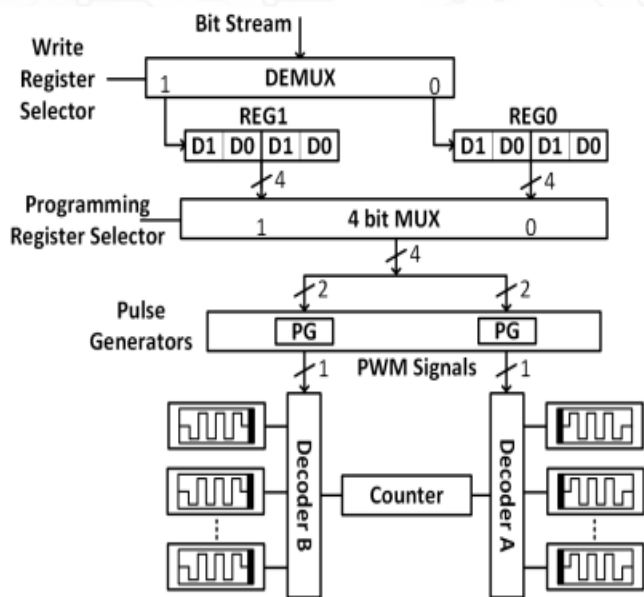 Bit Stream
Write
Register
Selector
1
DEMUX
0
REG1
REG0
D1 D0 D1 D0
D1 D0 D1 D0
4
4
Programming
Register Selector
1
4 bit MUX
0
4
2
2
Pulse
Generators
PG
PG
1
PWM Signals
1
Decoder B
Counter
Decoder A